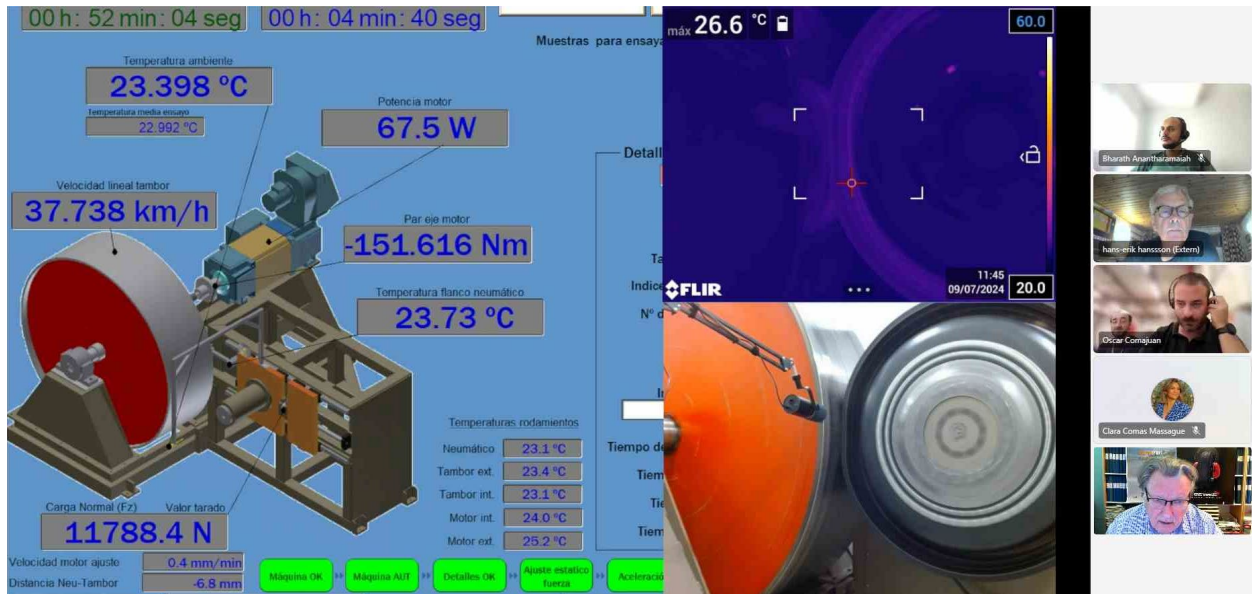 00 h : 52 min : 04 seg
00 h : 04 min : 40 seg
Muestras para ensaya
Temperatura ambiente
23.398 ºC
Temperatura media ensayo
22.992 ºC
Potencia motor
67.5 W
Detall
Velocidad lineal tambor
37.738 km/h
Par eje motor
-151.616 Nm
Ta
Indice
Temperatura flanco neumático
23.73 ºC
Nº d
Temperaturas rodamientos
Neumático 23.1 ºC
Tambor ext. 23.4 ºC
Tambor int. 23.1 ºC
Motor int. 24.0 ºC
Motor ext. 25.2 ºC
Tiempo de
Tiem
Tie
Tiem
Carga Normal (Fz) Valor tarado
11788.4 N
Velocidad motor ajuste 0.4 mm/min
Distancia Neu-Tambor -6.8 mm
Máquina OK
Máquina AUT
Detalles OK
Ajuste estatico
fuerza
Aceleració
máx 26.6 °C
60.0
FLIR
11:45
09/07/2024
20.0
Bharath Anantharamaiah
hans-erik hanssson (Extern)
Oscar Comajuan
Clara Comas Massague